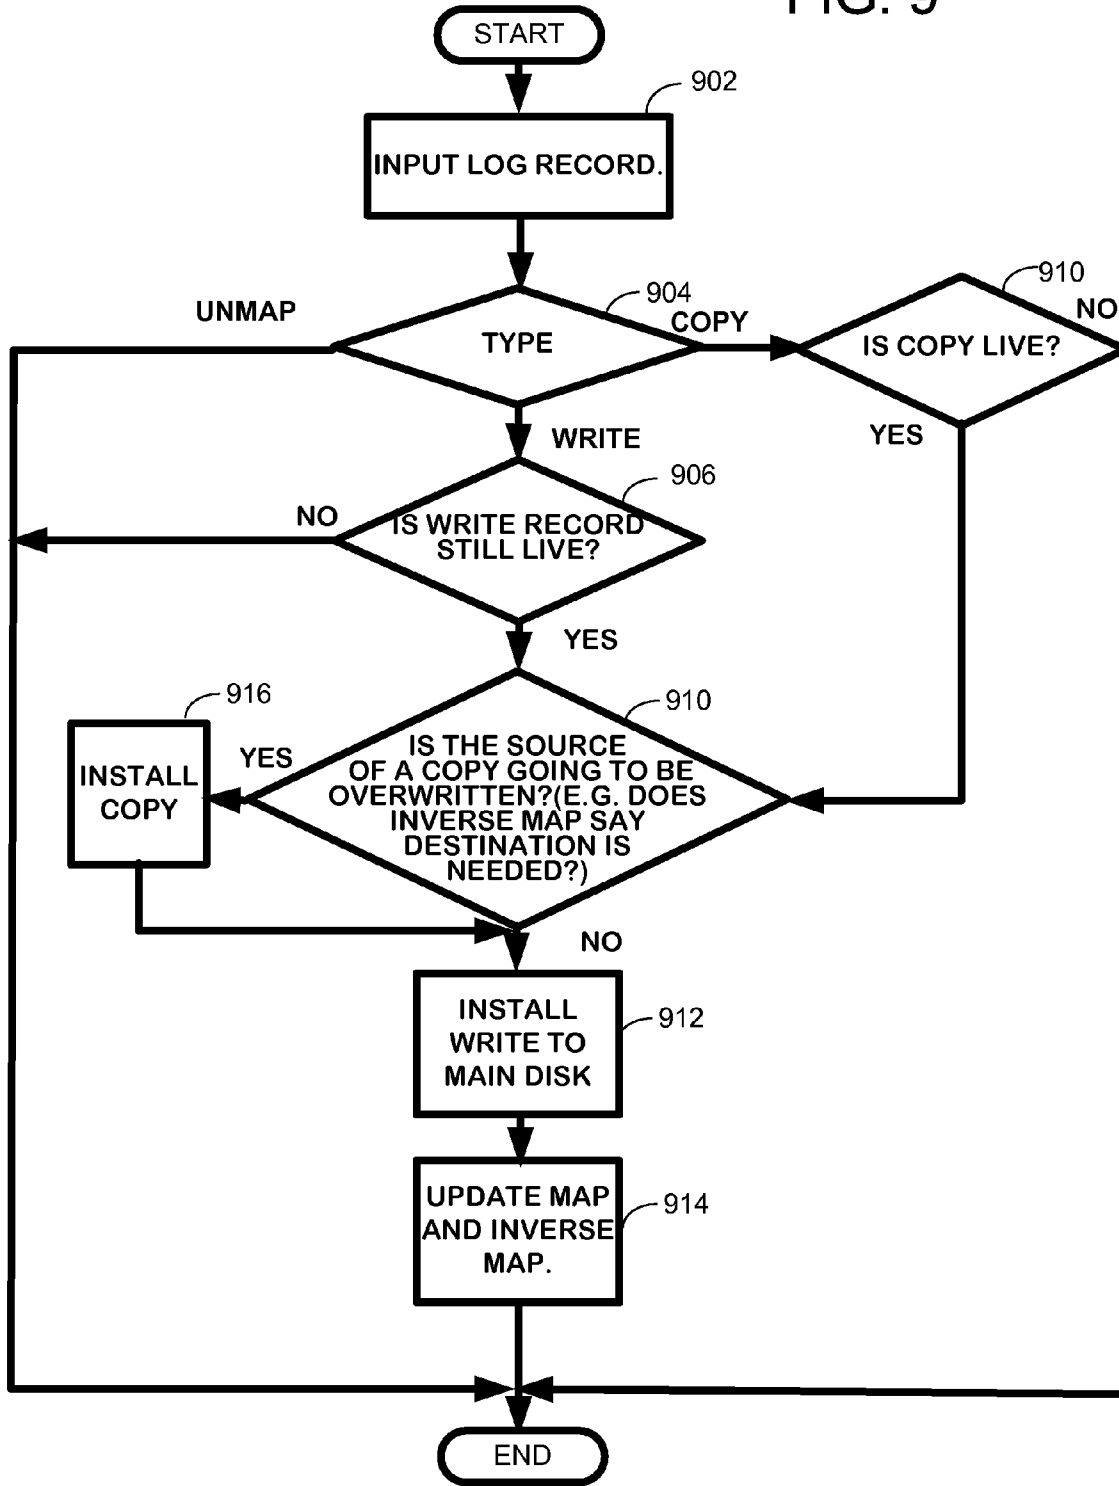 FIG. 9
START
902
INPUT LOG RECORD.
910
904
NO
UNMAP
COPY
TYPE
IS COPY LIVE?
WRITE
YES
906
NO
IS WRITE RECORD
STILL LIVE?
YES
916
910
IS THE SOURCE
YES
OF A COPY GOING TO BE
INSTALL
COPY
OVERWRITTEN?(E.G. DOES
INVERSE MAP SAY
DESTINATION IS
NEEDED?)
NO
INSTALL
WRITE TO
MAIN DISK
912
UPDATE MAP
AND INVERSE
MAP.
914
END